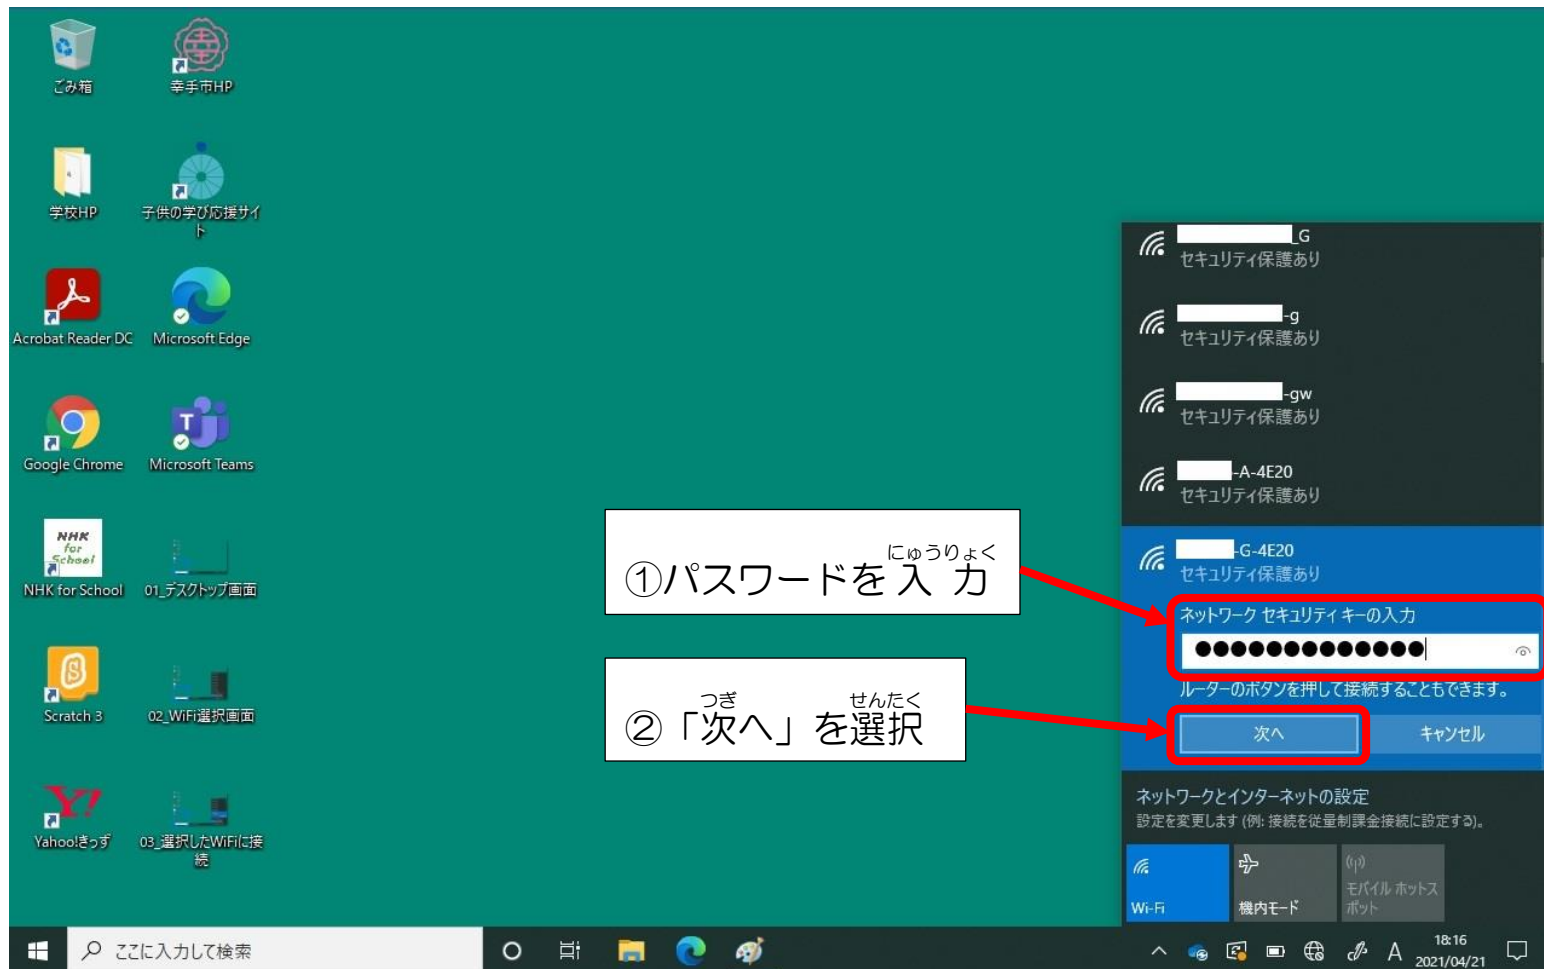 ごみ箱
幸手市HP
学校HP
子供の学び応援サイ
ト
Acrobat Reader DC
Microsoft Edge
Google Chrome
Microsoft Teams
NHK
for
School
NHK for School
01_デスクトップ画面
Scratch 3
02_WiFi選択画面
Yahoo!きっず
03_選択したWiFiに接
続
にゅうりょく
①パスワードを入力
つぎ せんたく
②「次へ」を選択
_G
セキュリティ保護あり
-g
セキュリティ保護あり
-gw
セキュリティ保護あり
-A-4E20
セキュリティ保護あり
-G-4E20
セキュリティ保護あり
ネットワーク セキュリティ キーの入力
●●●●●●●●●●●●●
ルーターのボタンを押して接続することもできます。
次へ
キャンセル
ネットワークとインターネットの設定
設定を変更します (例: 接続を従量制課金接続に設定する)。
Wi-Fi
機内モード
モバイル ホットス
ポット
ここに入力して検索
A
18:16
2021/04/21